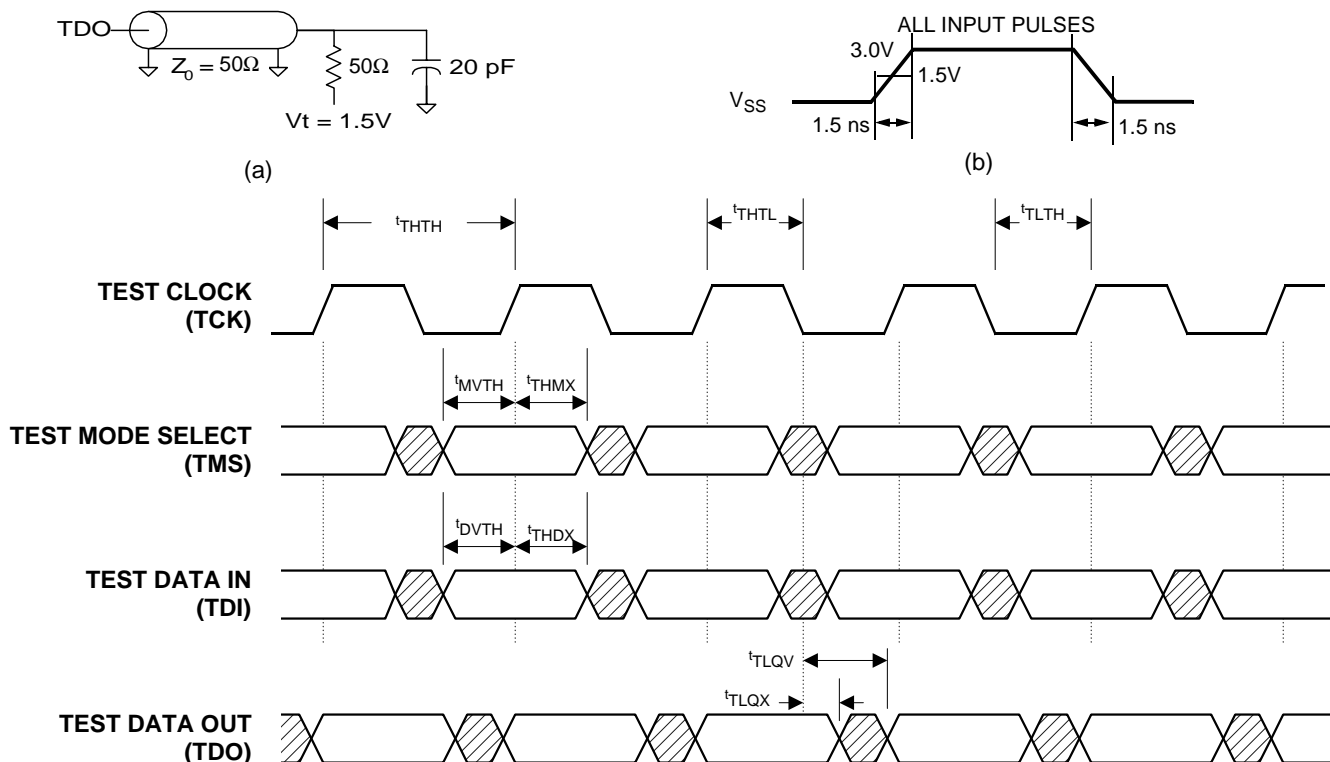 TDO
Z0 = 50Ω
50Ω
20 pF
Vt = 1.5V
(a)
ALL INPUT PULSES
3.0V
1.5V
VSS
1.5 ns
1.5 ns
(b)
tTHTH
tTHTL
tTLTH
TEST CLOCK
(TCK)
tMVTH
tTHMX
TEST MODE SELECT
(TMS)
tDVTH
tTHDX
TEST DATA IN
(TDI)
tTLQV
tTLQX
TEST DATA OUT
(TDO)